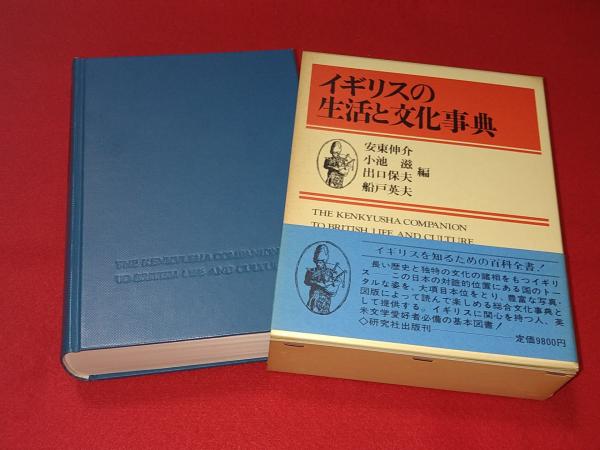 THE KENKYUSHA COMPANION
TO BRITISH LIFE AND CULTURE
イギリスの
生活と文化事典
安東伸介
小池 滋
出口保夫
船戸英夫
編
THE KENKYUSHA COMPANION
TO BRITISH LIFE AND CULTURE
イギリスを知るための百科全書!
長い歴史と独特の文化の諸相をもつイギリ
ス——この日本の対蹠的位置にある国のトー
タルな姿を、大項目本位をとり、豊富な写真・
図版によって読んで楽しめる総合文化事典と
して提供する。イギリスに関心を持つ人、英
米文学愛好者必備の基本図書!
◇研究社出版刊
定価9800円